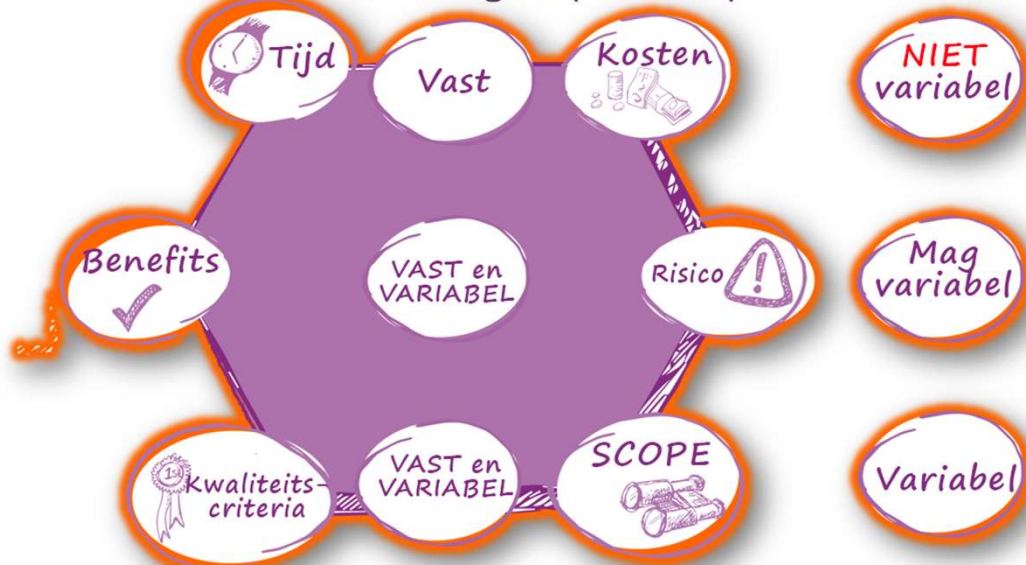 Tijd
Vast
Kosten
NIET
variabel
Benefits
VAST en
VARIABEL
Risico
Mag
variabel
1st
Kwaliteits-
criteria
VAST en
VARIABEL
SCOPE
Variabel